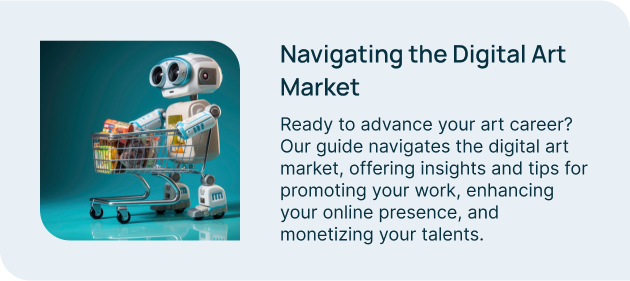 Navigating the Digital Art
Market
Ready to advance your art career?
Our guide navigates the digital art
market, offering insights and tips for
promoting your work, enhancing
your online presence, and
monetizing your talents.